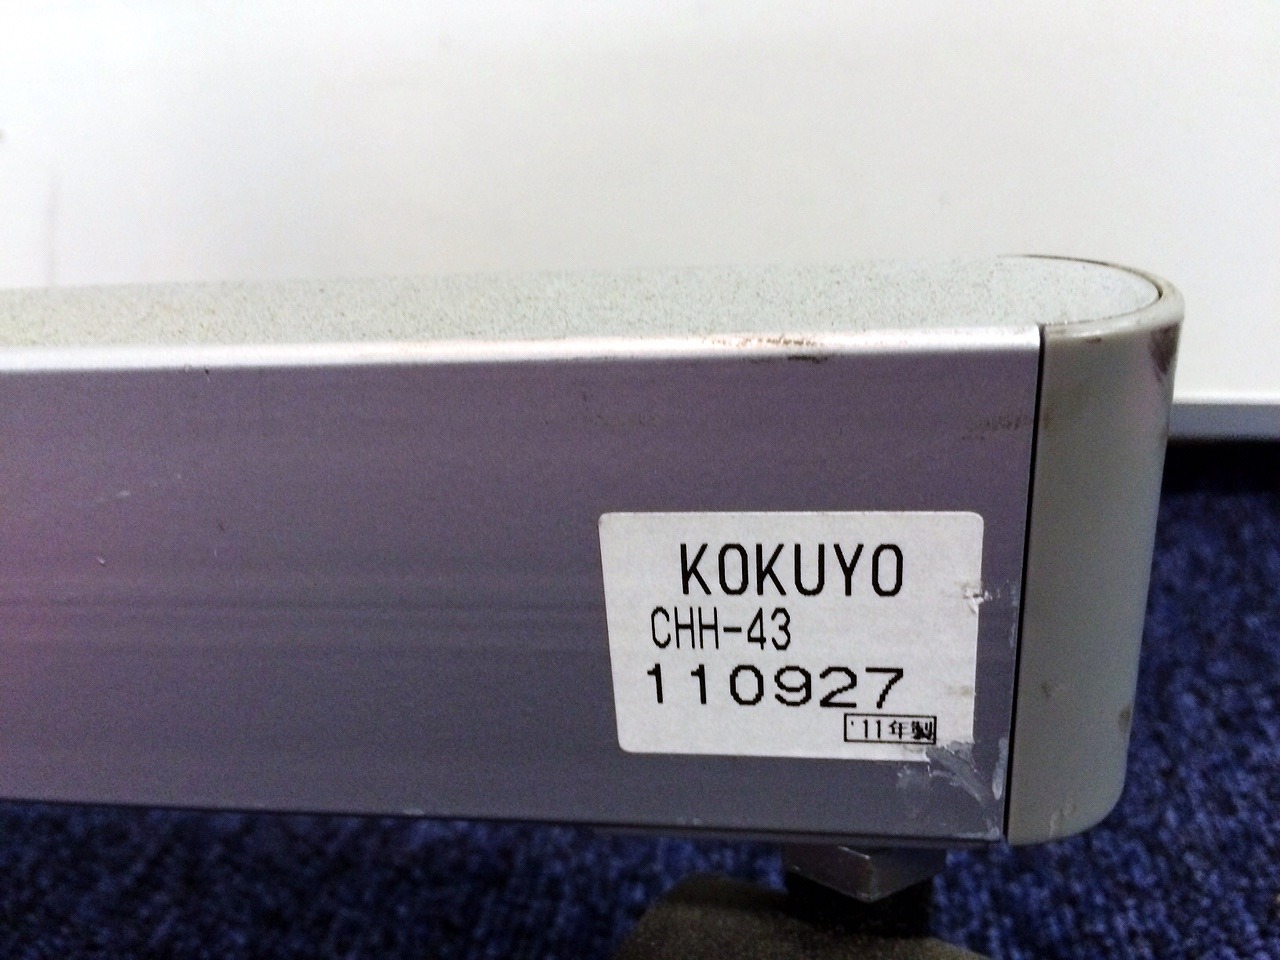 KOKUYO
CHH-43
110927
'11年製